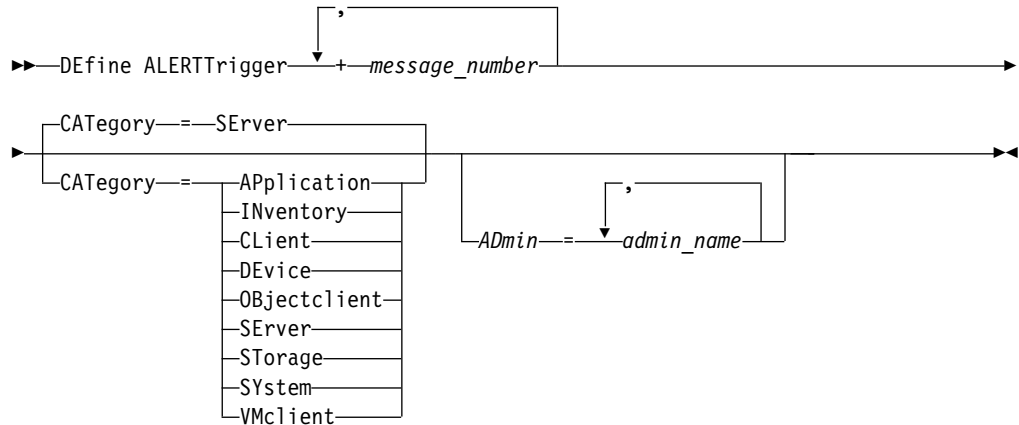 ,
DEfine ALERTTrigger + message_number
CATegory = SErver
CATegory = APplication
INventory
CLient
DEvice
OBjectclient
SErver
STorage
SYstem
VMclient
,
ADmin = admin_name